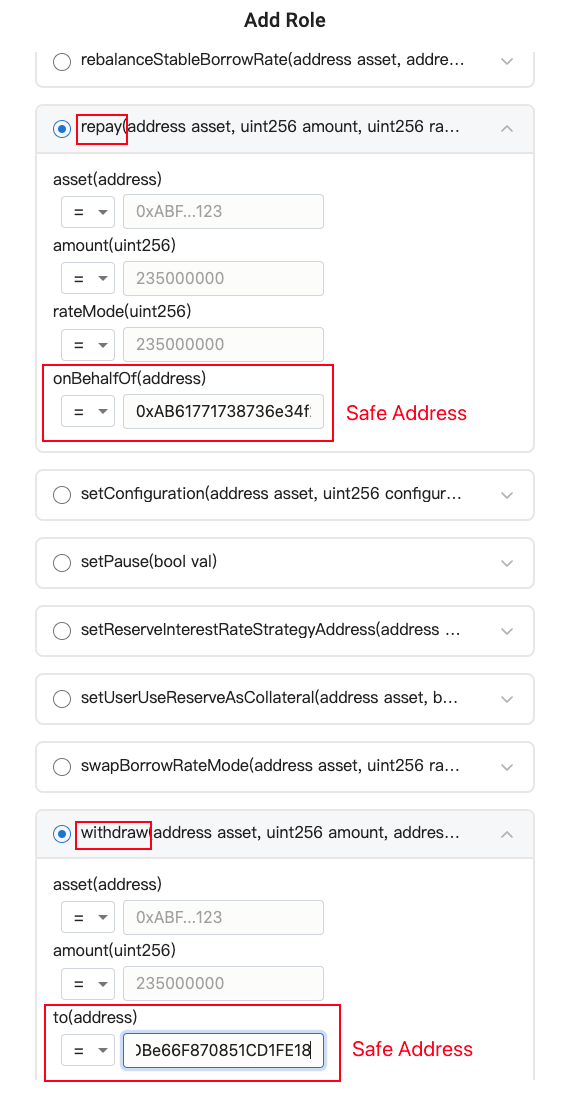 Add Role
rebalanceStableBorrowRate(address asset, addre...
repay(address asset, uint256 amount, uint256 ra...
asset(address)
= 0xABF...123
amount(uint256)
= 235000000
rateMode(uint256)
= 235000000
onBehalfOf(address)
= 0xAB61771738736e34f
Safe Address
setConfiguration(address asset, uint256 configur...
setPause(bool val)
setReserveInterestRateStrategyAddress(address ...
setUserUseReserveAsCollateral(address asset, b...
swapBorrowRateMode(address asset, uint256 ra...
withdraw(address asset, uint256 amount, addres...
asset(address)
= 0xABF...123
amount(uint256)
= 235000000
to(address)
= Be66F870851CD1FE18
Safe Address